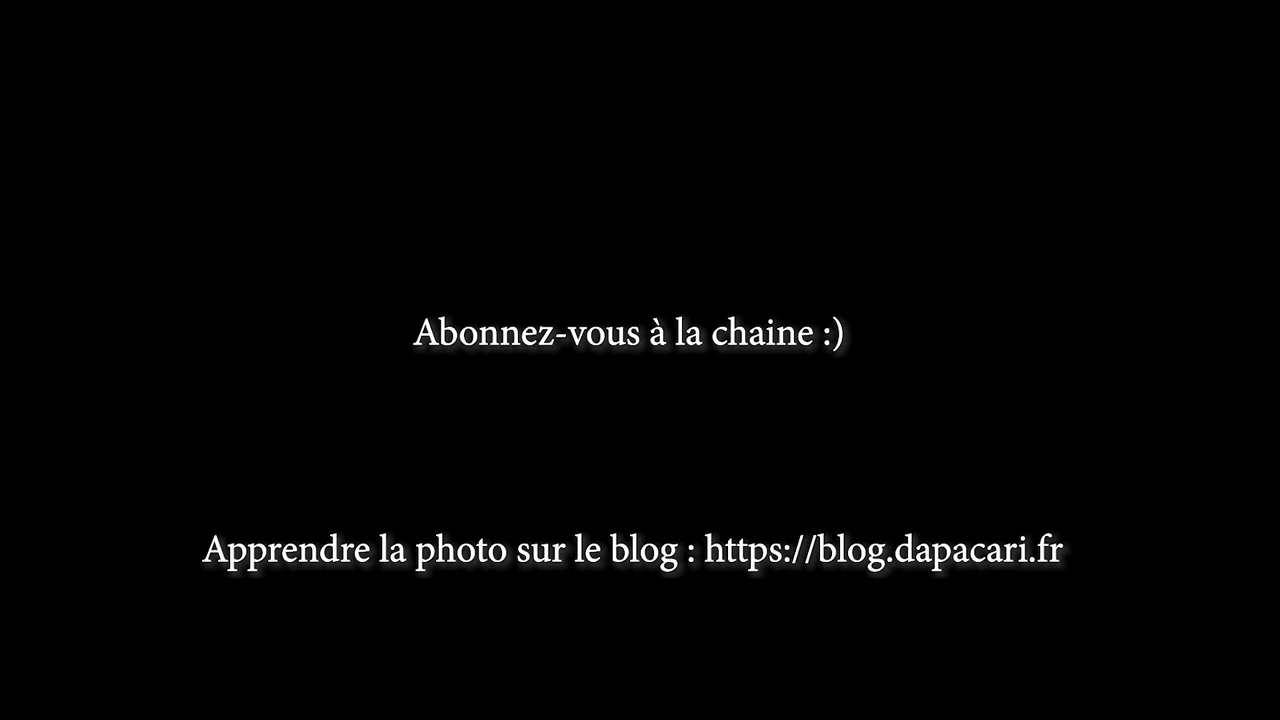 Abonnez-vous à la chaine :)
Apprendre la photo sur le blog : https://blog.dapacari.fr